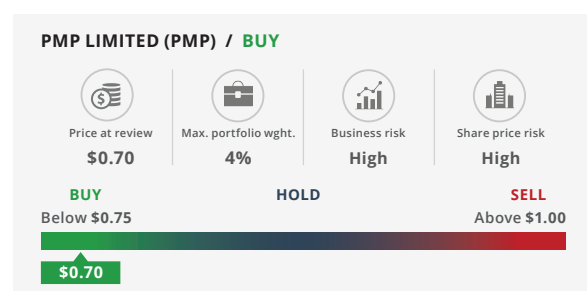 PMP LIMITED (PMP) / BUY
Price at review
Max. portfolio wght.
Business risk
Share price risk
$0.70
4%
High
High
BUY
HOLD
SELL
Below $0.75
Above $1.00
$0.70